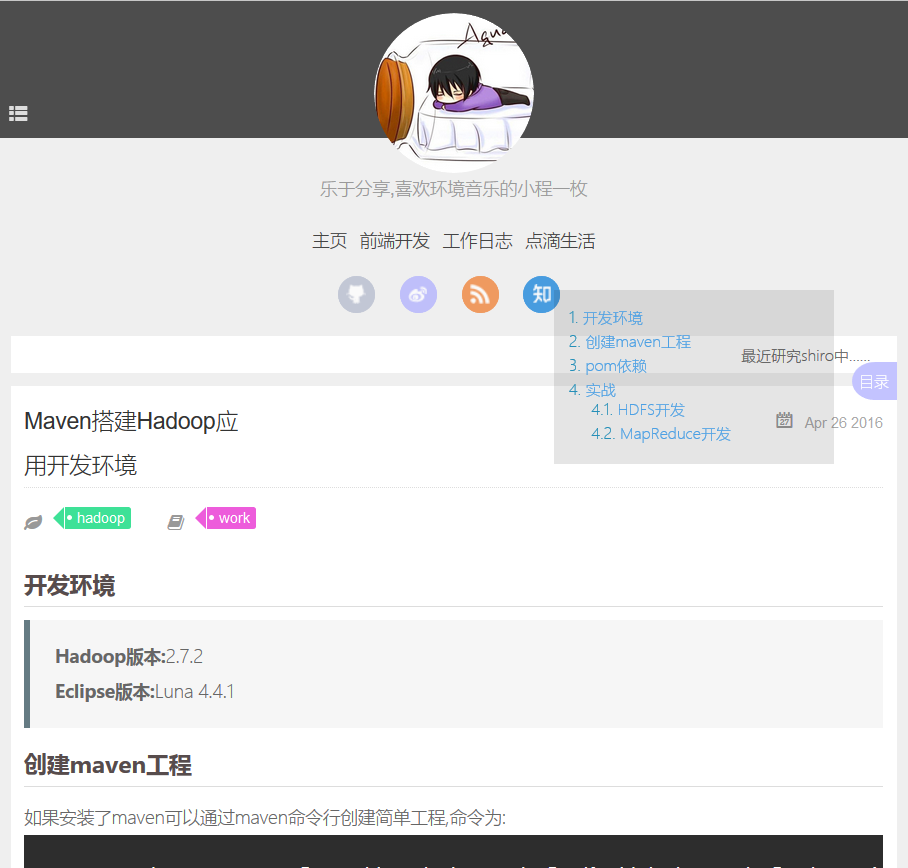 Aqua
乐于分享,喜欢环境音乐的小程一枚
主页 前端开发 工作日志 点滴生活
知
1. 开发环境
2. 创建maven工程
3. pom依赖
4. 实战
4.1. HDFS开发
4.2. MapReduce开发
最近研究shiro中......
目录
Maven搭建Hadoop应
用开发环境
27 Apr 26 2016
hadoop work
开发环境
Hadoop版本:2.7.2
Eclipse版本:Luna 4.4.1
创建maven工程
如果安装了maven可以通过maven命令行创建简单工程,命令为: